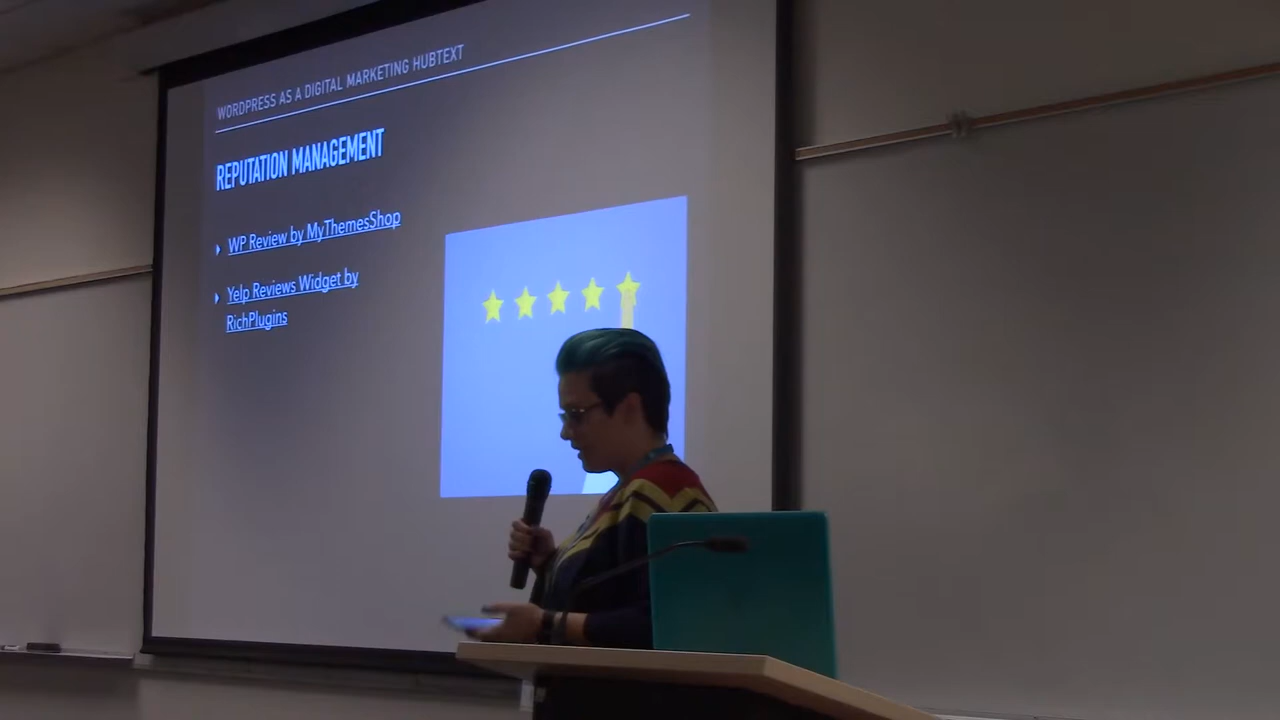 WORDPRESS AS A DIGITAL MARKETING HUBTEXT
REPUTATION MANAGEMENT
WP Review by MyThemesShop
Yelp Reviews Widget by
RichPlugins